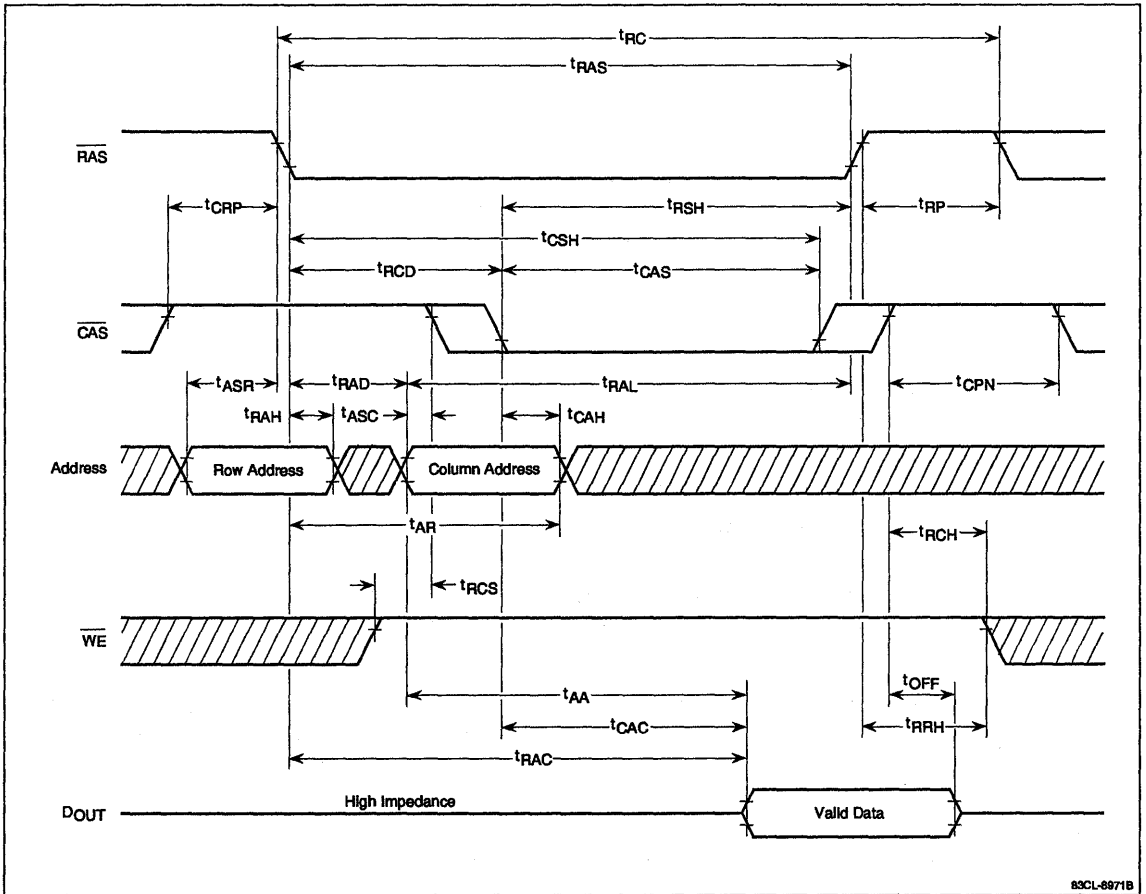 tRC
tRAS
RAS
tCRP
tRSH
tRP
tCSH
tRCD
tCAS
CAS
tASR
tRAD
tRAL
tCPN
tRAH
tASC
tCAH
Address
Row Address
Column Address
tAR
tRCH
tRCS
WE
tOFF
tAA
tCAC
tRRH
tRAC
High Impedance
DOUT
Valid Data
83CL-8971B